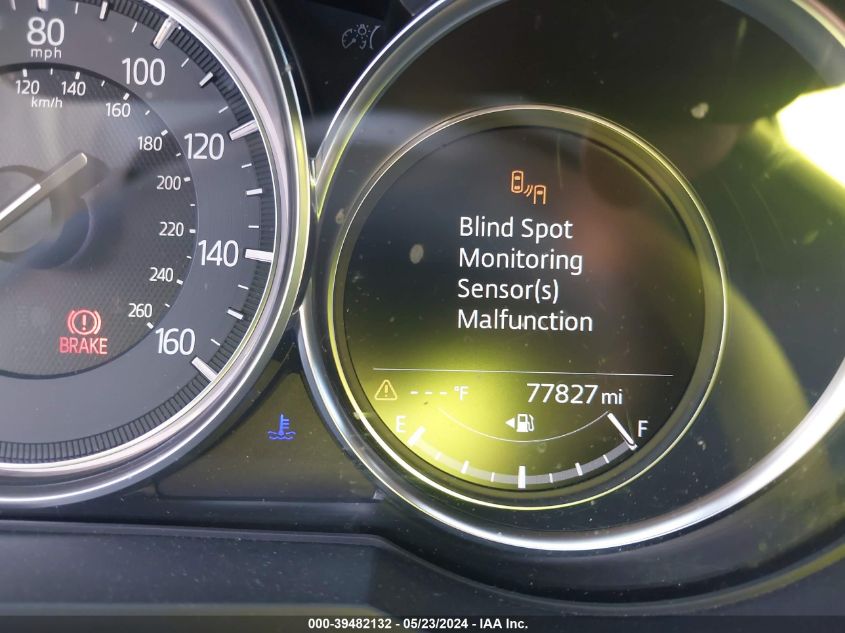 80
mph
100
120
140
160
120
140
km/h
160
180
200
220
240
260
BRAKE
Blind Spot
Monitoring
Sensor(s)
Malfunction
- - - °F
77827 mi
E
F
000-39482132 - 05/23/2024 - IAA Inc.